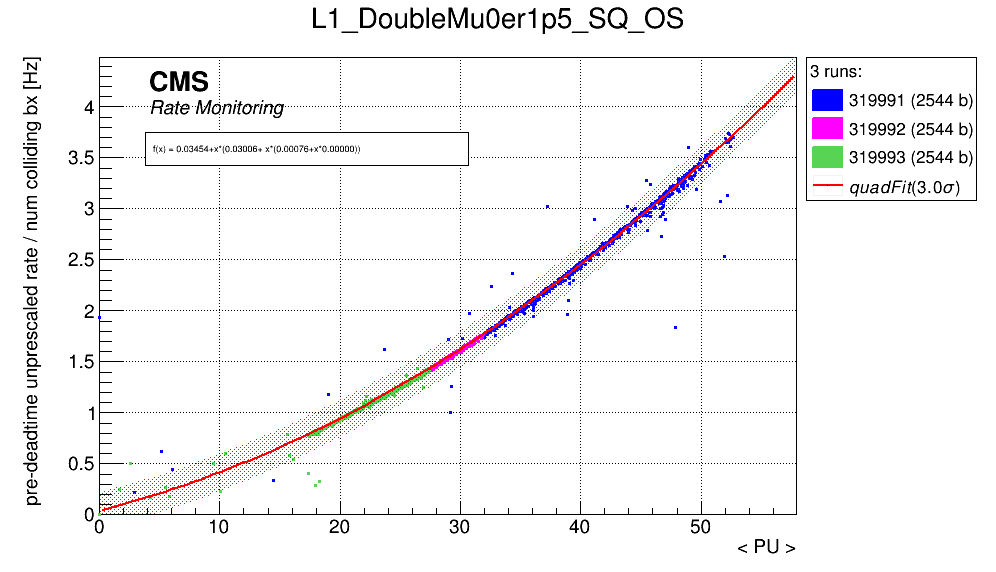 L1_DoubleMu0er1p5_SQ_OS
pre-deadtime unprescaled rate / num colliding bx [Hz]
CMS
Rate Monitoring
f(x) = 0.03454+x*(0.03006+ x*(0.00076+x*0.00000))
4
3.5
3
2.5
2
1.5
1
0.5
0
0 10 20 30 40 50
< PU >
3 runs:
319991 (2544 b)
319992 (2544 b)
319993 (2544 b)
quadFit(3.0σ)